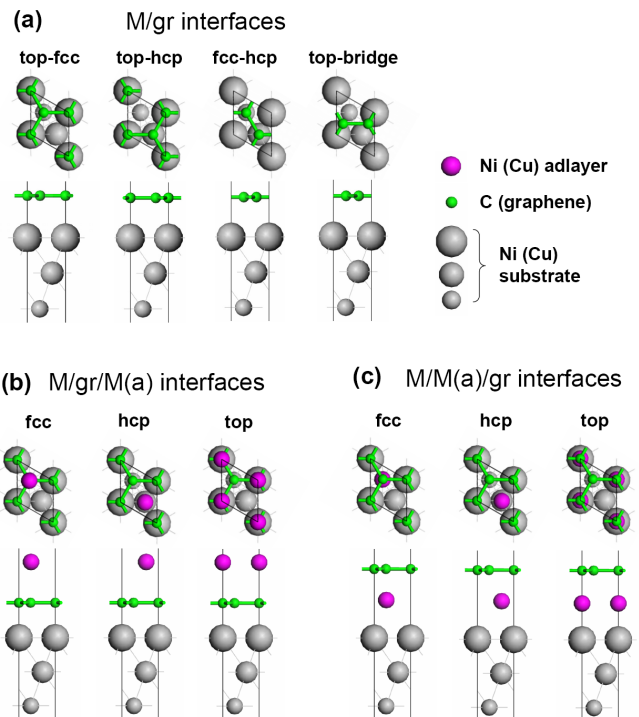 (a) M/gr interfaces
top-fcc top-hcp fcc-hcp top-bridge
Ni (Cu) adlayer
C (graphene)
Ni (Cu)
substrate
(b) M/gr/M(a) interfaces
fcc hcp top
(c) M/M(a)/gr interfaces
fcc hcp top